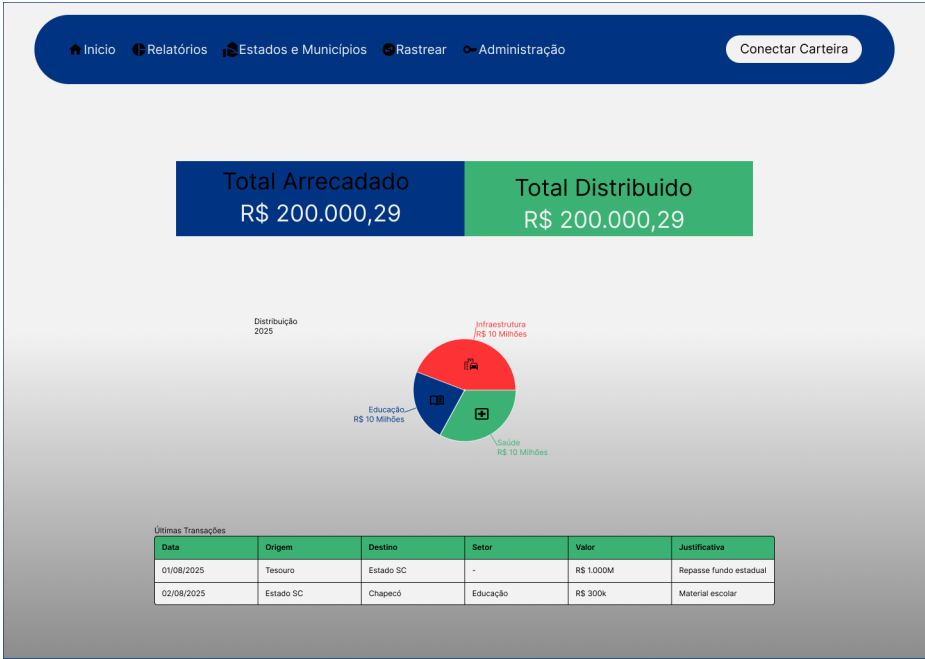 Inicio Relatórios Estados e Municípios Rastrear Administração Conectar Carteira
Total Arrecadado
R$ 200.000,29
Total Distribuido
R$ 200.000,29
Distribuição
2025
Infraestrutura
R$ 10 Milhões
Educação
R$ 10 Milhões
Saúde
R$ 10 Milhões
Últimas Transações
Data Origem Destino Setor Valor Justificativa
01/08/2025 Tesouro Estado SC - R$ 1.000M Repasse fundo estadual
02/08/2025 Estado SC Chapecó Educação R$ 300k Material escolar